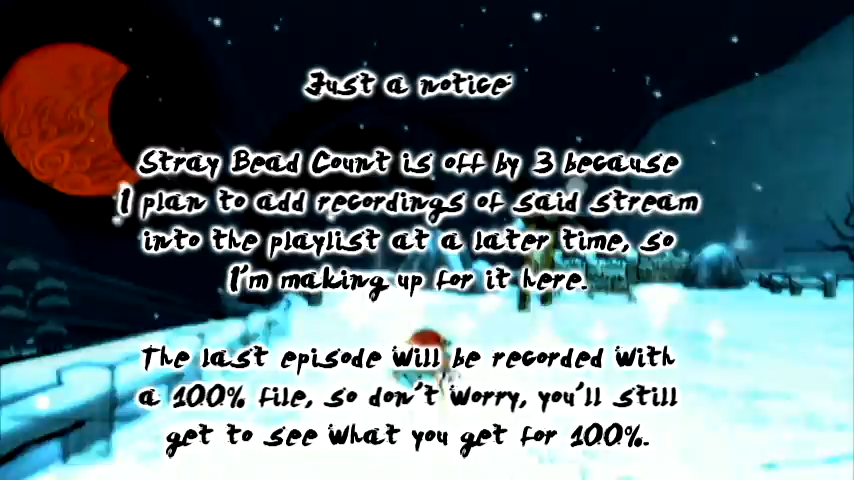 Just a notice:
Stray Bead Count is off by 3 because
I plan to add recordings of said stream
into the playlist at a later time, so
I'm making up for it here.
The last episode will be recorded with
a 100% file, so don't worry, you'll still
get to see what you get for 100%.